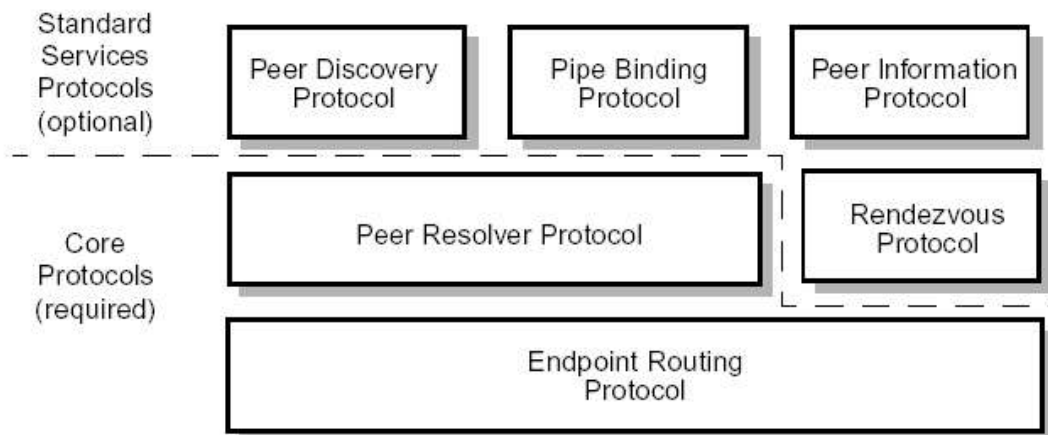 Standard
Services
Protocols
(optional)
Peer Discovery
Protocol
Pipe Binding
Protocol
Peer Information
Protocol
Core
Protocols
(required)
Peer Resolver Protocol
Rendezvous
Protocol
Endpoint Routing
Protocol